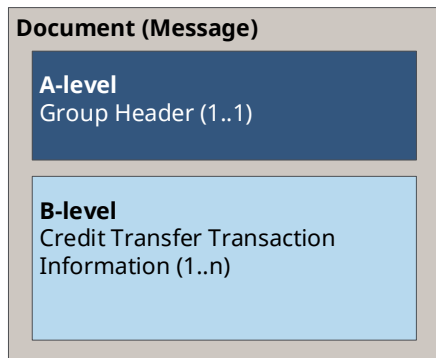 Document (Message)
A-level
Group Header (1..1)
B-level
Credit Transfer Transaction
Information (1..n)